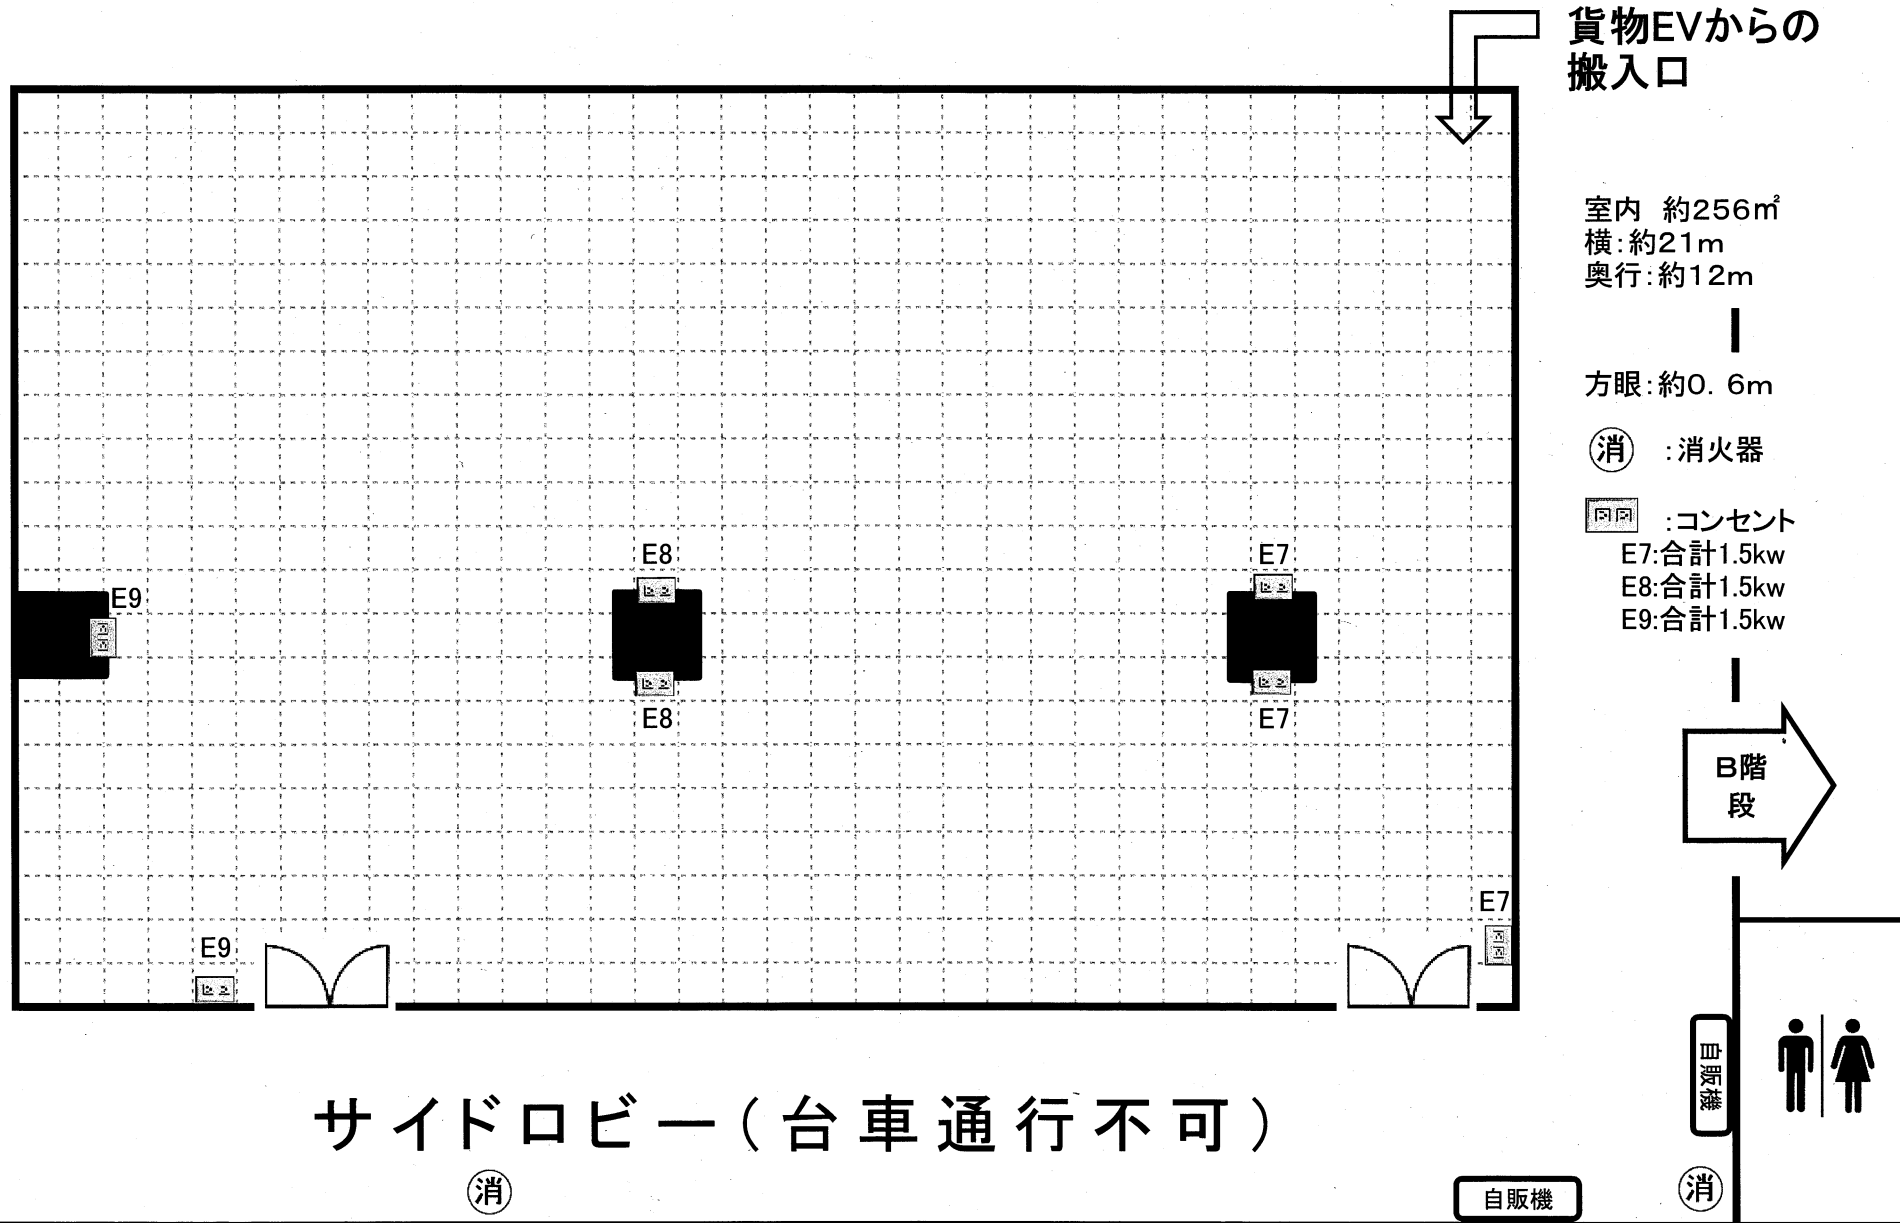 貨物EVからの
搬入口
室内 約256㎡
横:約21m
奥行:約12m
方眼:約0.6m
消 :消火器
:コンセント
E7:合計1.5kw
E8:合計1.5kw
E9:合計1.5kw
E8
E7
E9
E8
E7
B階
段
E7
E9
サイドロビー(台車通行不可)
自販機
消
自販機
消